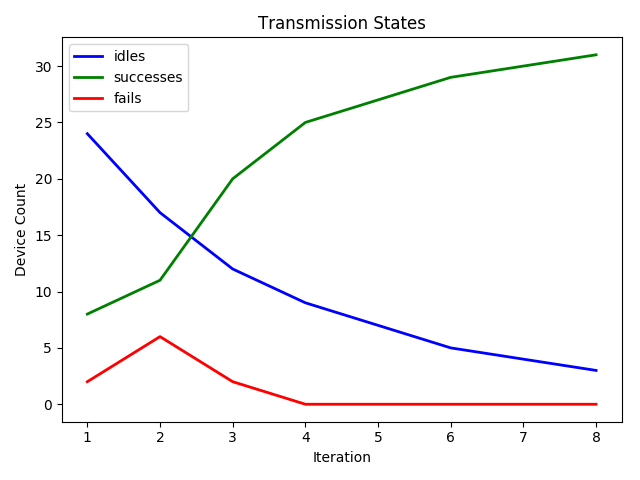 Transmission States
idles
successes
fails
Device Count
30
25
20
15
10
5
0
1 2 3 4 5 6 7 8
Iteration